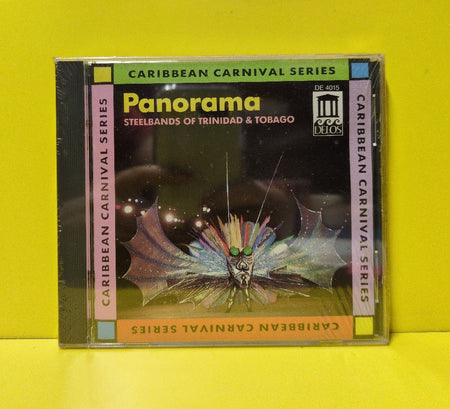 CARIBBEAN CARNIVAL SERIES
Panorama
STEELBANDS OF TRINIDAD & TOBAGO
DE 4015
DELOS
CARIBBEAN CARNIVAL SERIES
CARIBBEAN CARNIVAL SERIES
CARIBBEAN CARNIVAL SERIES